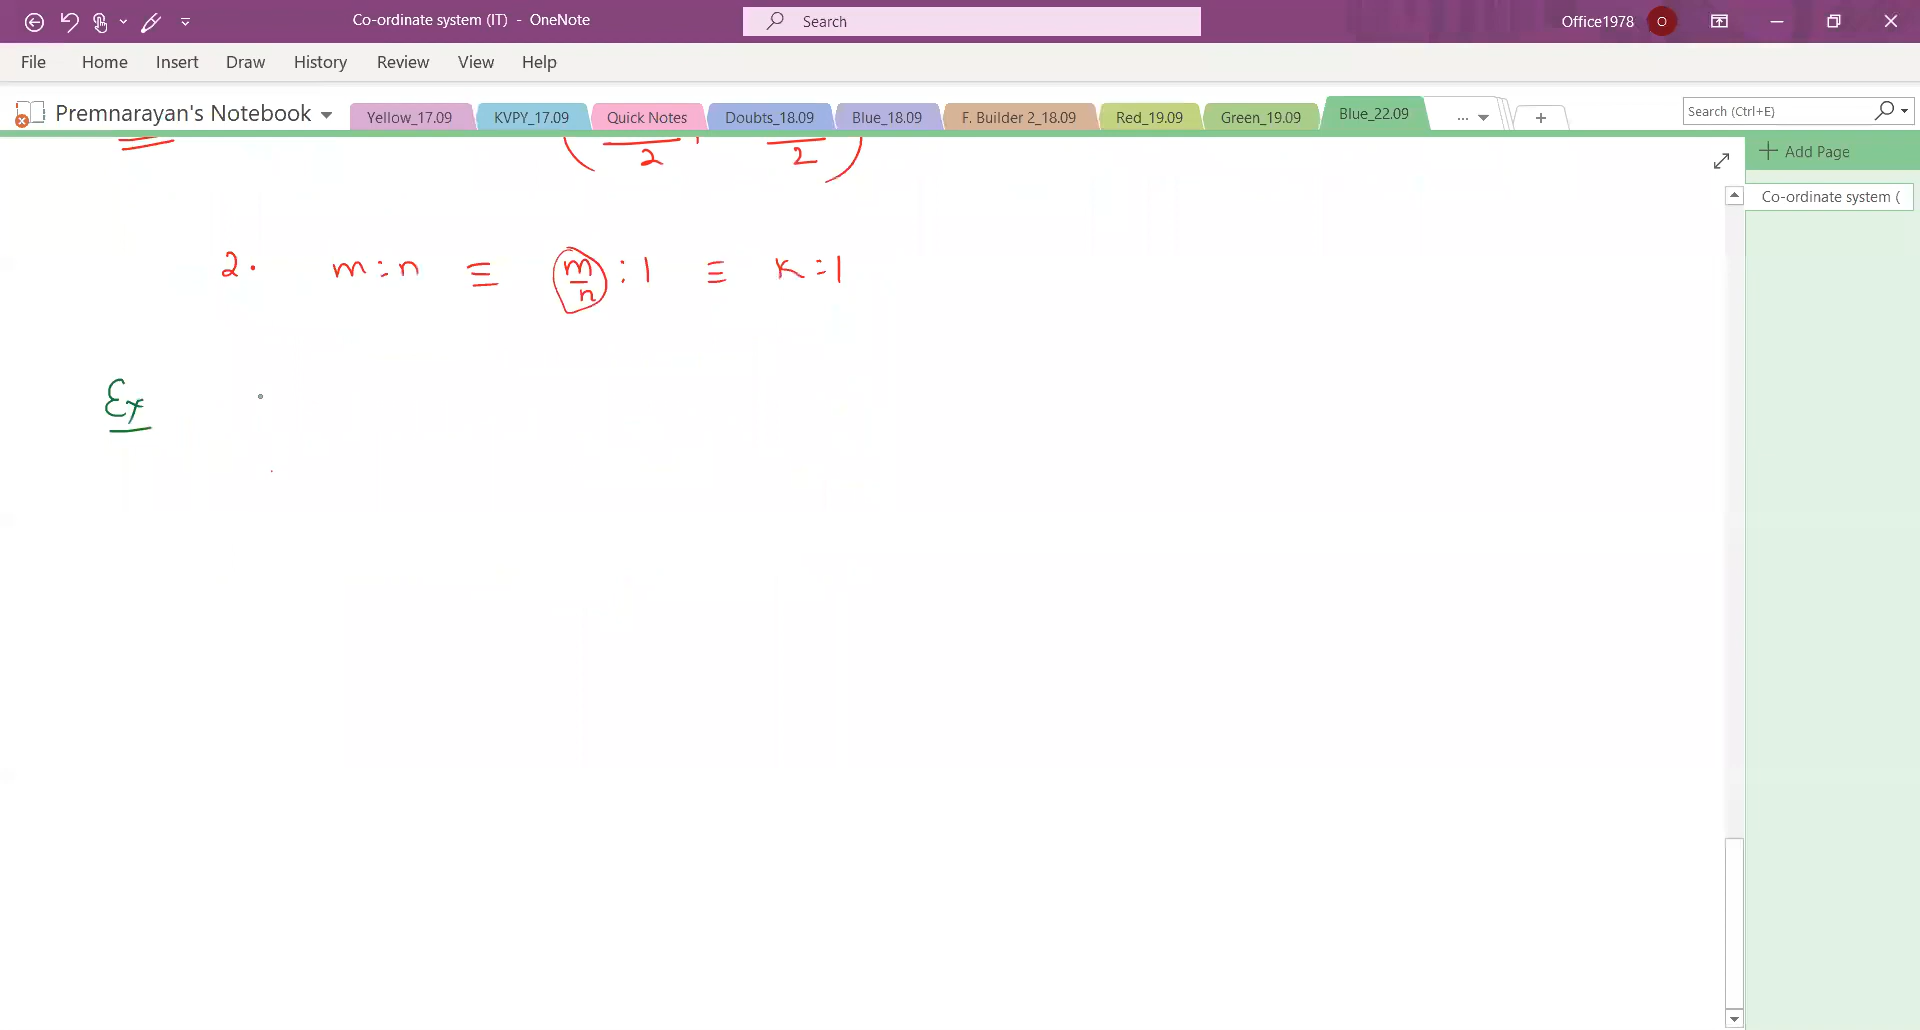 Co-ordinate system (IT) - OneNote
Search
Office1978
O
File Home Insert Draw History Review View Help
Premnarayan's Notebook
Yellow_17.09
KVPY_17.09
Quick Notes
Doubts_18.09
Blue_18.09
F. Builder 2_18.09
Red_19.09
Green_19.09
Blue_22.09
...
+
Search (Ctrl+E)
Add Page
Co-ordinate system (
( 2 , 2 )
2. m:n ≡ m/n : 1 ≡ K:1
Ex